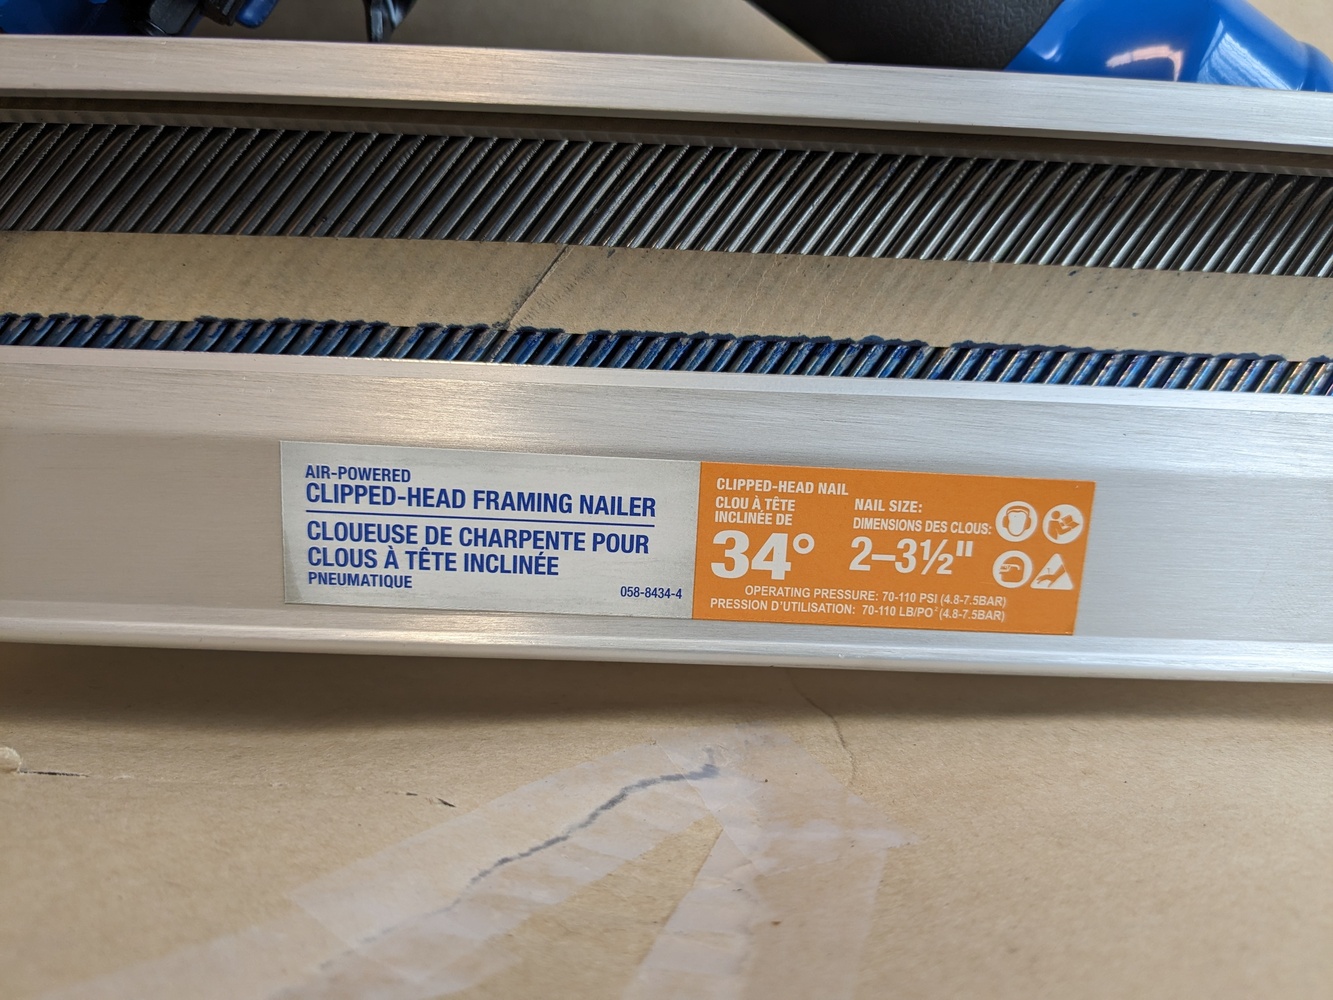 AIR-POWERED
CLIPPED-HEAD FRAMING NAILER
CLOUEUSE DE CHARPENTE POUR
CLOUS À TÊTE INCLINÉE
PNEUMATIQUE
058-8434-4
CLIPPED-HEAD NAIL
CLOU À TÊTE
INCLINÉE DE
34°
NAIL SIZE:
DIMENSIONS DES CLOUS:
2–3½"
OPERATING PRESSURE: 70-110 PSI (4.8-7.5BAR)
PRESSION D'UTILISATION: 70-110 LB/PO² (4.8-7.5BAR)